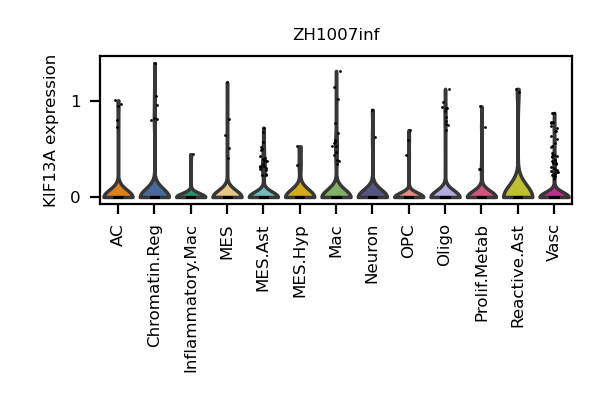 ZH1007inf
KIF13A expression
1
0
AC
Chromatin.Reg
Inflammatory.Mac
MES
MES.Ast
MES.Hyp
Mac
Neuron
OPC
Oligo
Prolif.Metab
Reactive.Ast
Vasc